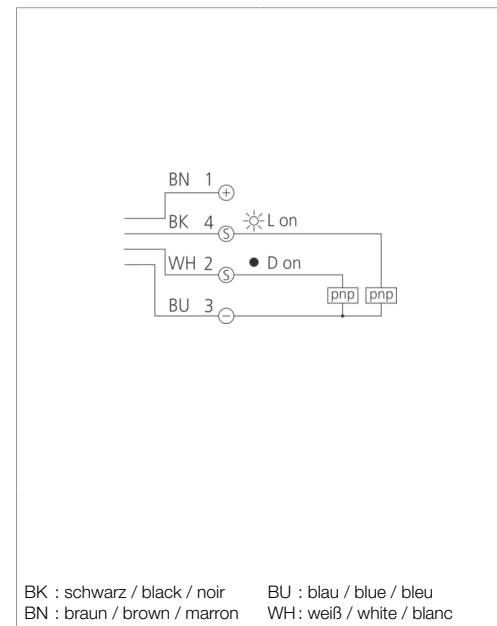 BN 1 +
BK 4 S L on
WH 2 S ● D on
pnp pnp
BU 3 −
BK : schwarz / black / noir BU : blau / blue / bleu
BN : braun / brown / marron WH : weiß / white / blanc